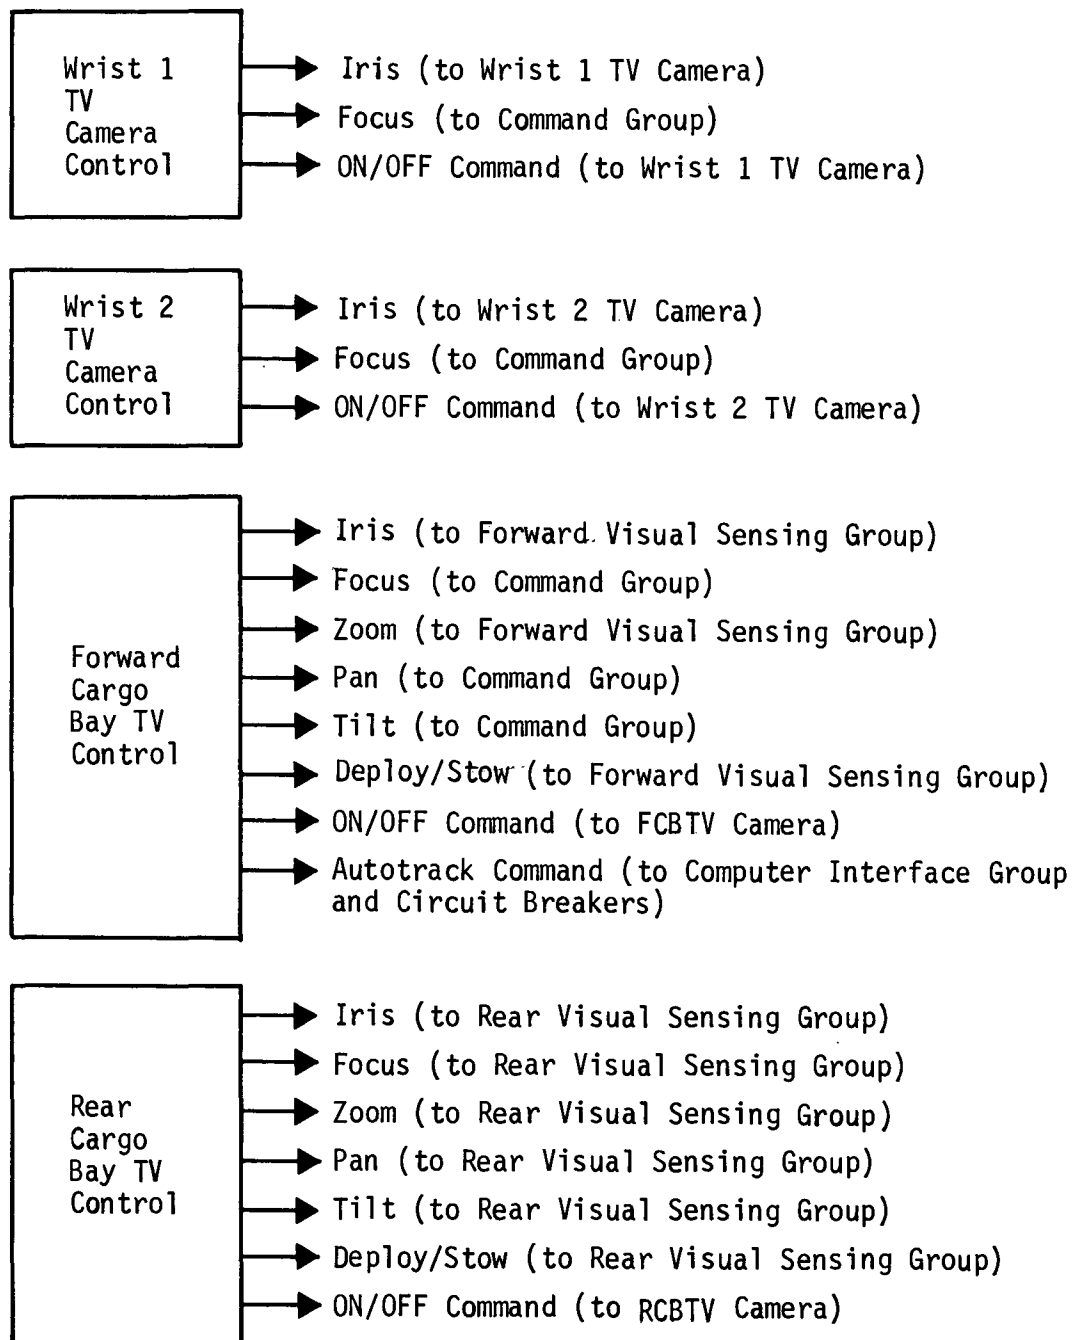 Wrist 1
TV
Camera
Control
Iris (to Wrist 1 TV Camera)
Focus (to Command Group)
ON/OFF Command (to Wrist 1 TV Camera)
Wrist 2
TV
Camera
Control
Iris (to Wrist 2 TV Camera)
Focus (to Command Group)
ON/OFF Command (to Wrist 2 TV Camera)
Forward
Cargo
Bay TV
Control
Iris (to Forward Visual Sensing Group)
Focus (to Command Group)
Zoom (to Forward Visual Sensing Group)
Pan (to Command Group)
Tilt (to Command Group)
Deploy/Stow (to Forward Visual Sensing Group)
ON/OFF Command (to FCBTV Camera)
Autotrack Command (to Computer Interface Group
and Circuit Breakers)
Rear
Cargo
Bay TV
Control
Iris (to Rear Visual Sensing Group)
Focus (to Rear Visual Sensing Group)
Zoom (to Rear Visual Sensing Group)
Pan (to Rear Visual Sensing Group)
Tilt (to Rear Visual Sensing Group)
Deploy/Stow (to Rear Visual Sensing Group)
ON/OFF Command (to RCBTV Camera)